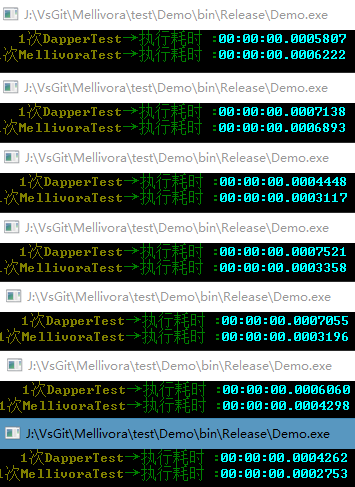 J:\VsGit\Mellivora\test\Demo\bin\Release\Demo.exe
1次DapperTest→执行耗时 :00:00:00.0005807
1次MellivoraTest→执行耗时 :00:00:00.0006222
J:\VsGit\Mellivora\test\Demo\bin\Release\Demo.exe
1次DapperTest→执行耗时 :00:00:00.0007138
1次MellivoraTest→执行耗时 :00:00:00.0006893
J:\VsGit\Mellivora\test\Demo\bin\Release\Demo.exe
1次DapperTest→执行耗时 :00:00:00.0004448
1次MellivoraTest→执行耗时 :00:00:00.0003117
J:\VsGit\Mellivora\test\Demo\bin\Release\Demo.exe
1次DapperTest→执行耗时 :00:00:00.0007521
1次MellivoraTest→执行耗时 :00:00:00.0003358
J:\VsGit\Mellivora\test\Demo\bin\Release\Demo.exe
1次DapperTest→执行耗时 :00:00:00.0007055
1次MellivoraTest→执行耗时 :00:00:00.0003196
J:\VsGit\Mellivora\test\Demo\bin\Release\Demo.exe
1次DapperTest→执行耗时 :00:00:00.0006060
1次MellivoraTest→执行耗时 :00:00:00.0004298
J:\VsGit\Mellivora\test\Demo\bin\Release\Demo.exe
1次DapperTest→执行耗时 :00:00:00.0004262
1次MellivoraTest→执行耗时 :00:00:00.0002753